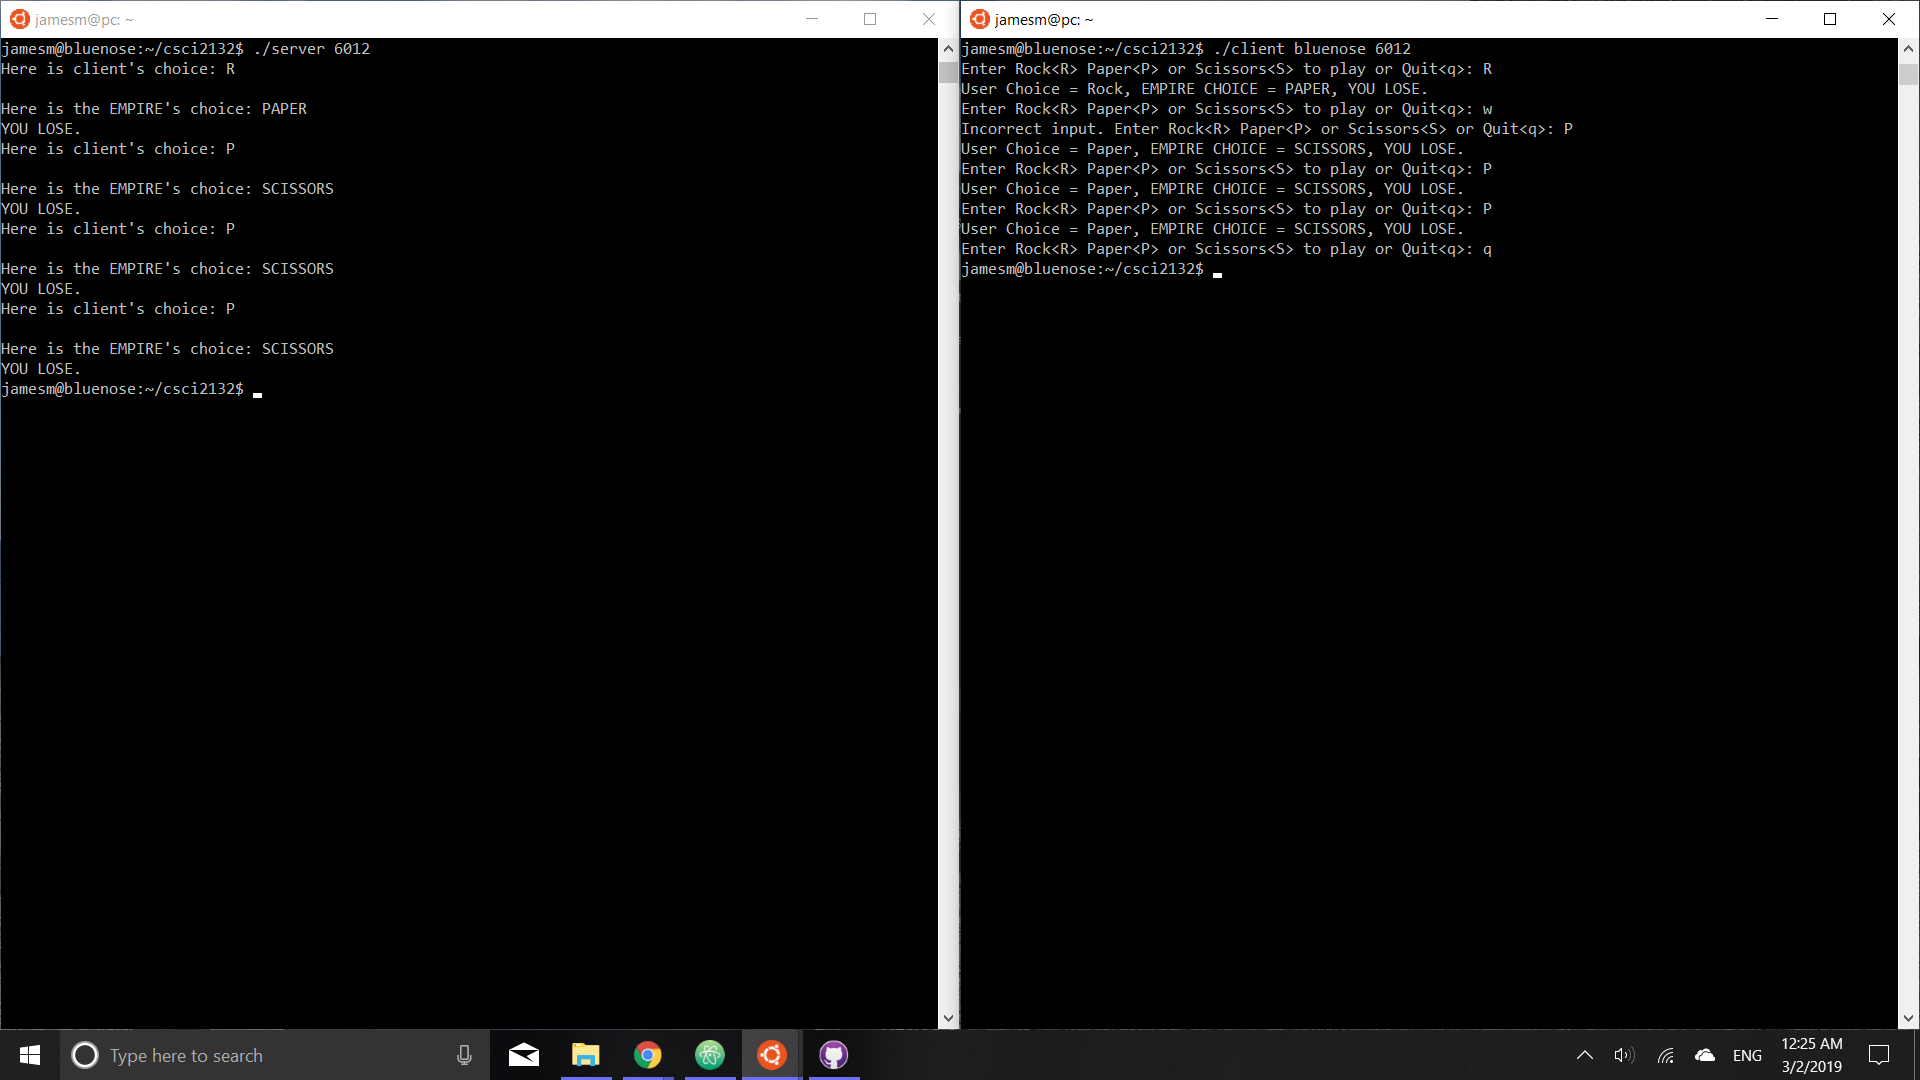 jamesm@pc: ~
jamesm@bluenose:~/csci2132$ ./server 6012
Here is client's choice: R
Here is the EMPIRE's choice: PAPER
YOU LOSE.
Here is client's choice: P
Here is the EMPIRE's choice: SCISSORS
YOU LOSE.
Here is client's choice: P
Here is the EMPIRE's choice: SCISSORS
YOU LOSE.
Here is client's choice: P
Here is the EMPIRE's choice: SCISSORS
YOU LOSE.
jamesm@bluenose:~/csci2132$
jamesm@pc: ~
jamesm@bluenose:~/csci2132$ ./client bluenose 6012
Enter Rock<R> Paper<P> or Scissors<S> to play or Quit<q>: R
User Choice = Rock, EMPIRE CHOICE = PAPER, YOU LOSE.
Enter Rock<R> Paper<P> or Scissors<S> to play or Quit<q>: w
Incorrect input. Enter Rock<R> Paper<P> or Scissors<S> or Quit<q>: P
User Choice = Paper, EMPIRE CHOICE = SCISSORS, YOU LOSE.
Enter Rock<R> Paper<P> or Scissors<S> to play or Quit<q>: P
User Choice = Paper, EMPIRE CHOICE = SCISSORS, YOU LOSE.
Enter Rock<R> Paper<P> or Scissors<S> to play or Quit<q>: P
User Choice = Paper, EMPIRE CHOICE = SCISSORS, YOU LOSE.
Enter Rock<R> Paper<P> or Scissors<S> to play or Quit<q>: q
jamesm@bluenose:~/csci2132$
Type here to search
ENG
12:25 AM
3/2/2019